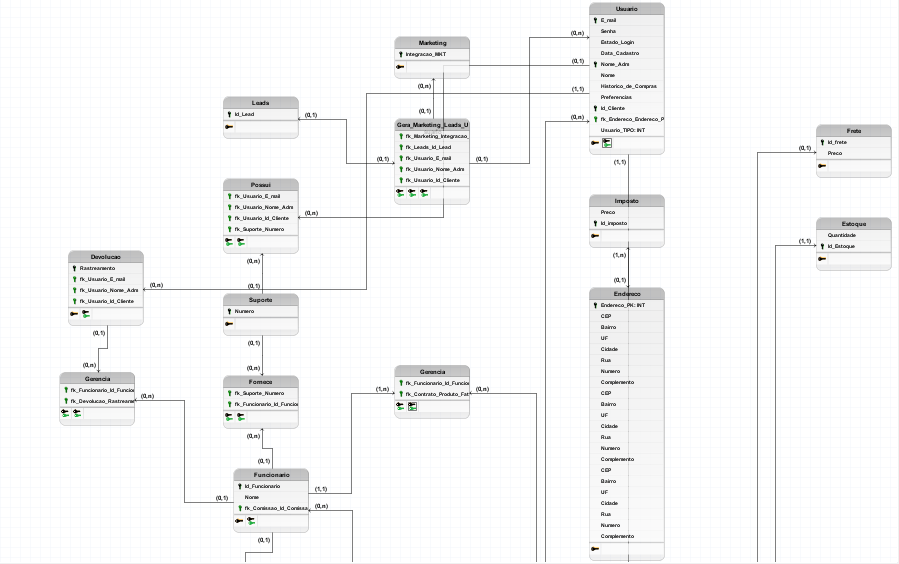 Usuario
E_mail
Senha
Estado_Login
Data_Cadastro
Nome_Adm
Nome
Historico_de_Compras
Preferencias
Id_Cliente
fk_Endereco_Endereco_P
Usuario_TIPO: INT
(0,n)
(0,1)
(1,1)
(0,n)
(1,1)
Marketing
Integracao_MKT
(0,n)
(0,1)
Leads
Id_Lead
(0,1)
Gera_Marketing_Leads_U
fk_Marketing_Integracao_
fk_Leads_Id_Lead
fk_Usuario_E_mail
fk_Usuario_Nome_Adm
fk_Usuario_Id_Cliente
(0,1)
(0,1)
Frete
Id_frete
Preco
(0,1)
Possui
fk_Usuario_E_mail
fk_Usuario_Nome_Adm
fk_Usuario_Id_Cliente
fk_Suporte_Numero
(0,n)
(0,n)
Imposto
Preco
Id_imposto
(1,n)
(0,1)
Estoque
Quantidade
Id_Estoque
(1,1)
Devolucao
Rastreamento
fk_Usuario_E_mail
fk_Usuario_Nome_Adm
fk_Usuario_Id_Cliente
(0,n)
(0,1)
(0,1)
Suporte
Numero
(0,1)
(0,n)
Endereco
Endereco_PK: INT
CEP
Bairro
UF
Cidade
Rua
Numero
Complemento
CEP
Bairro
UF
Cidade
Rua
Numero
Complemento
CEP
Bairro
UF
Cidade
Rua
Numero
Complemento
(0,n)
Gerencia
fk_Funcionario_Id_Funcio
fk_Devolucao_Rastream
(0,n)
Fornece
fk_Suporte_Numero
fk_Funcionario_Id_Funcio
(0,n)
Gerencia
fk_Funcionario_Id_Funcio
fk_Contrato_Produto_Fat
(1,n)
(0,n)
(0,1)
Funcionario
Id_Funcionario
Nome
fk_Comissao_Id_Comissa
(0,1)
(1,1)
(0,n)
(0,1)